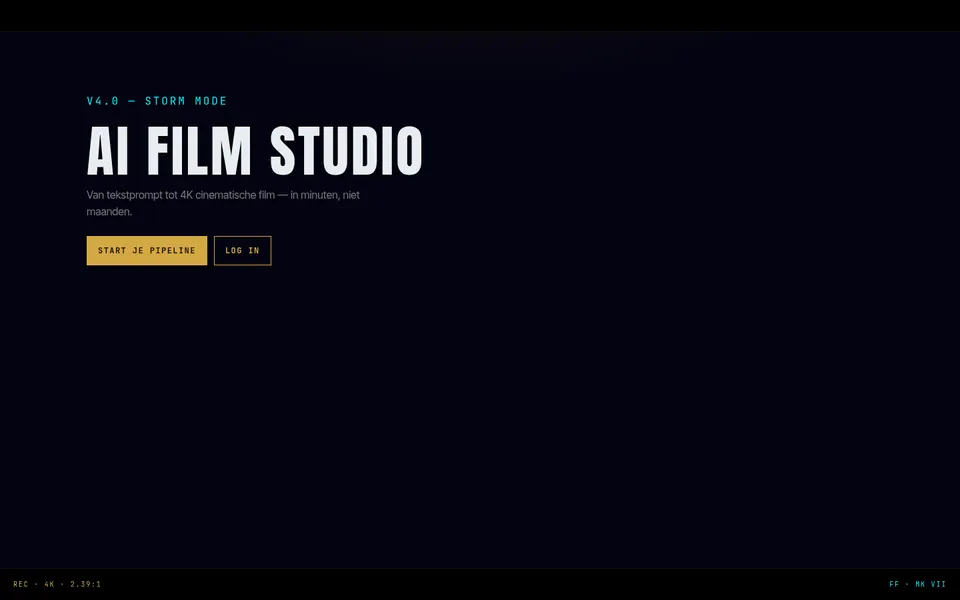 V4.0 — STORM MODE
AI FILM STUDIO
Van tekstprompt tot 4K cinematische film — in minuten, niet
maanden.
START JE PIPELINE
LOG IN
REC · 4K · 2.39:1
FF · MK VII